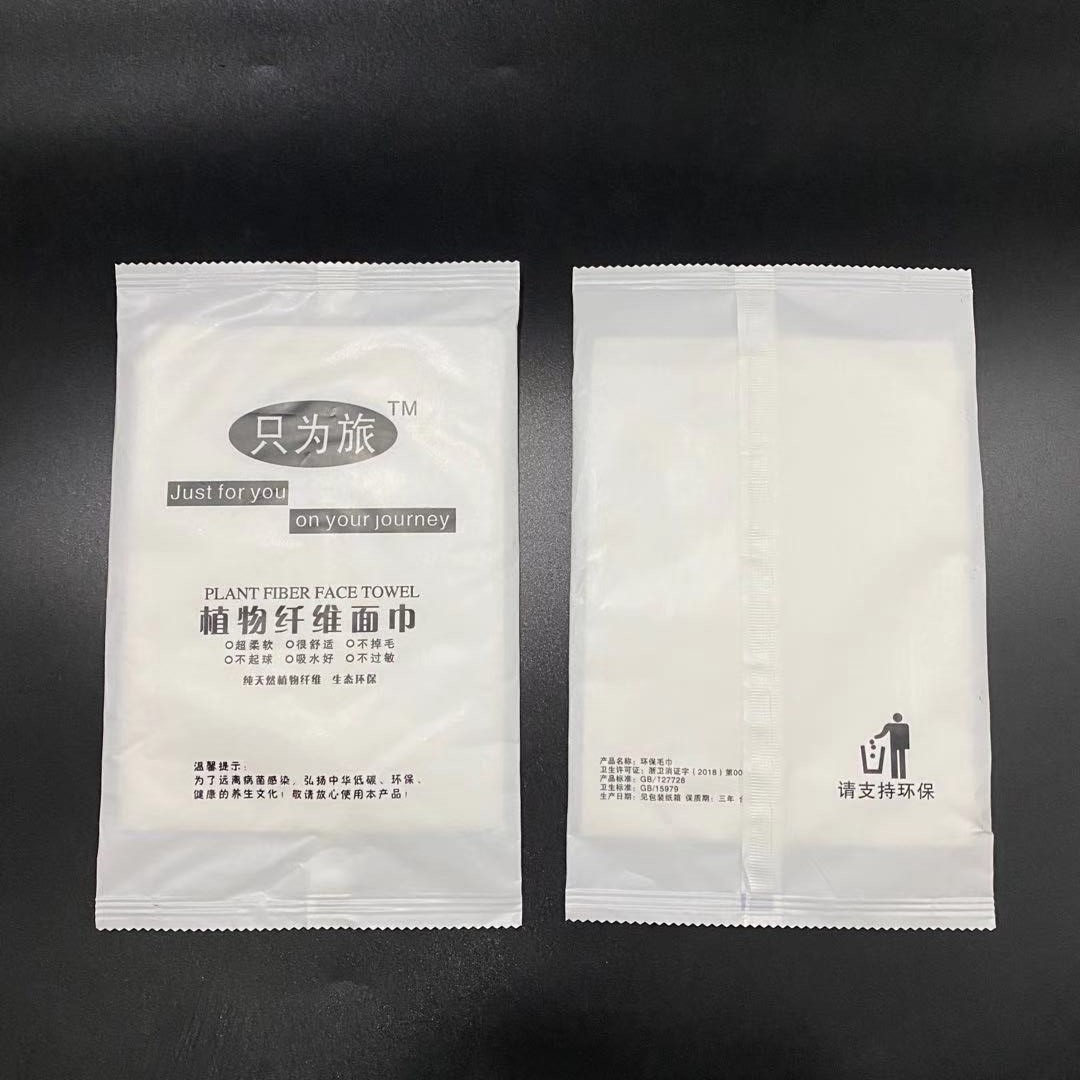 只为旅 TM
Just for you
on your journey
PLANT FIBER FACE TOWEL
植物纤维面巾
○超柔软 ○很舒适 ○不掉毛
○不起球 ○吸水好 ○不过敏
纯天然植物纤维 生态环保
温馨提示:
为了远离病菌感染、弘扬中华低碳、环保、
健康的养生文化!敬请放心使用本产品!
产品名称:环保毛巾
卫生许可证:浙卫消证字(2018)第00
产品标准:GB/T27728
卫生标准:GB/15979
生产日期:见包装纸箱 保质期:三年
请支持环保